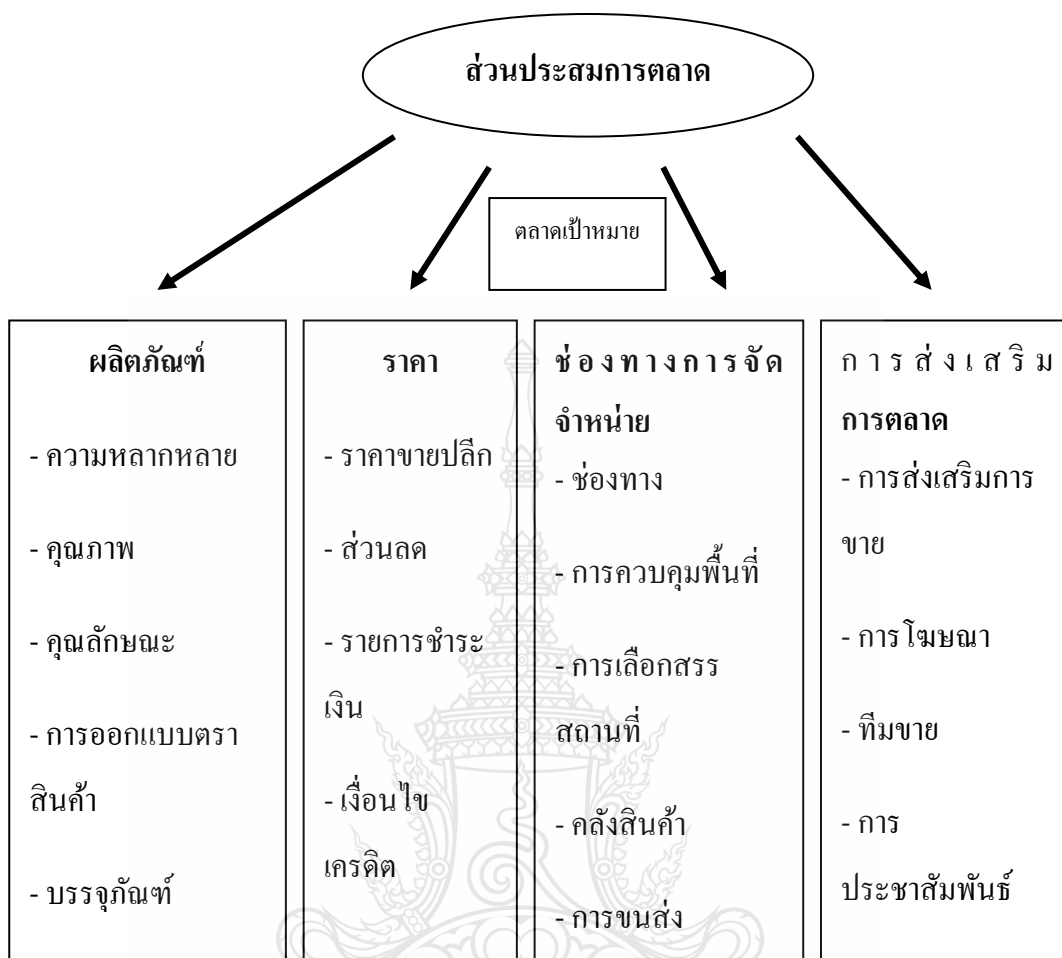 ส่วนประสมการตลาด
ตลาดเป้าหมาย
ผลิตภัณฑ์
- ความหลากหลาย
- คุณภาพ
- คุณลักษณะ
- การออกแบบตรา
สินค้า
- บรรจุภัณฑ์
ราคา
- ราคาขายปลีก
- ส่วนลด
- รายการชำระ
เงิน
- เงื่อนไข
เครดิต
ช่องทางการจัด
จำหน่าย
- ช่องทาง
- การควบคุมพื้นที่
- การเลือกสรร
สถานที่
- คลังสินค้า
- การขนส่ง
การส่งเสริม
การตลาด
- การส่งเสริมการ
ขาย
- การโฆษณา
- ทีมขาย
- การ
ประชาสัมพันธ์